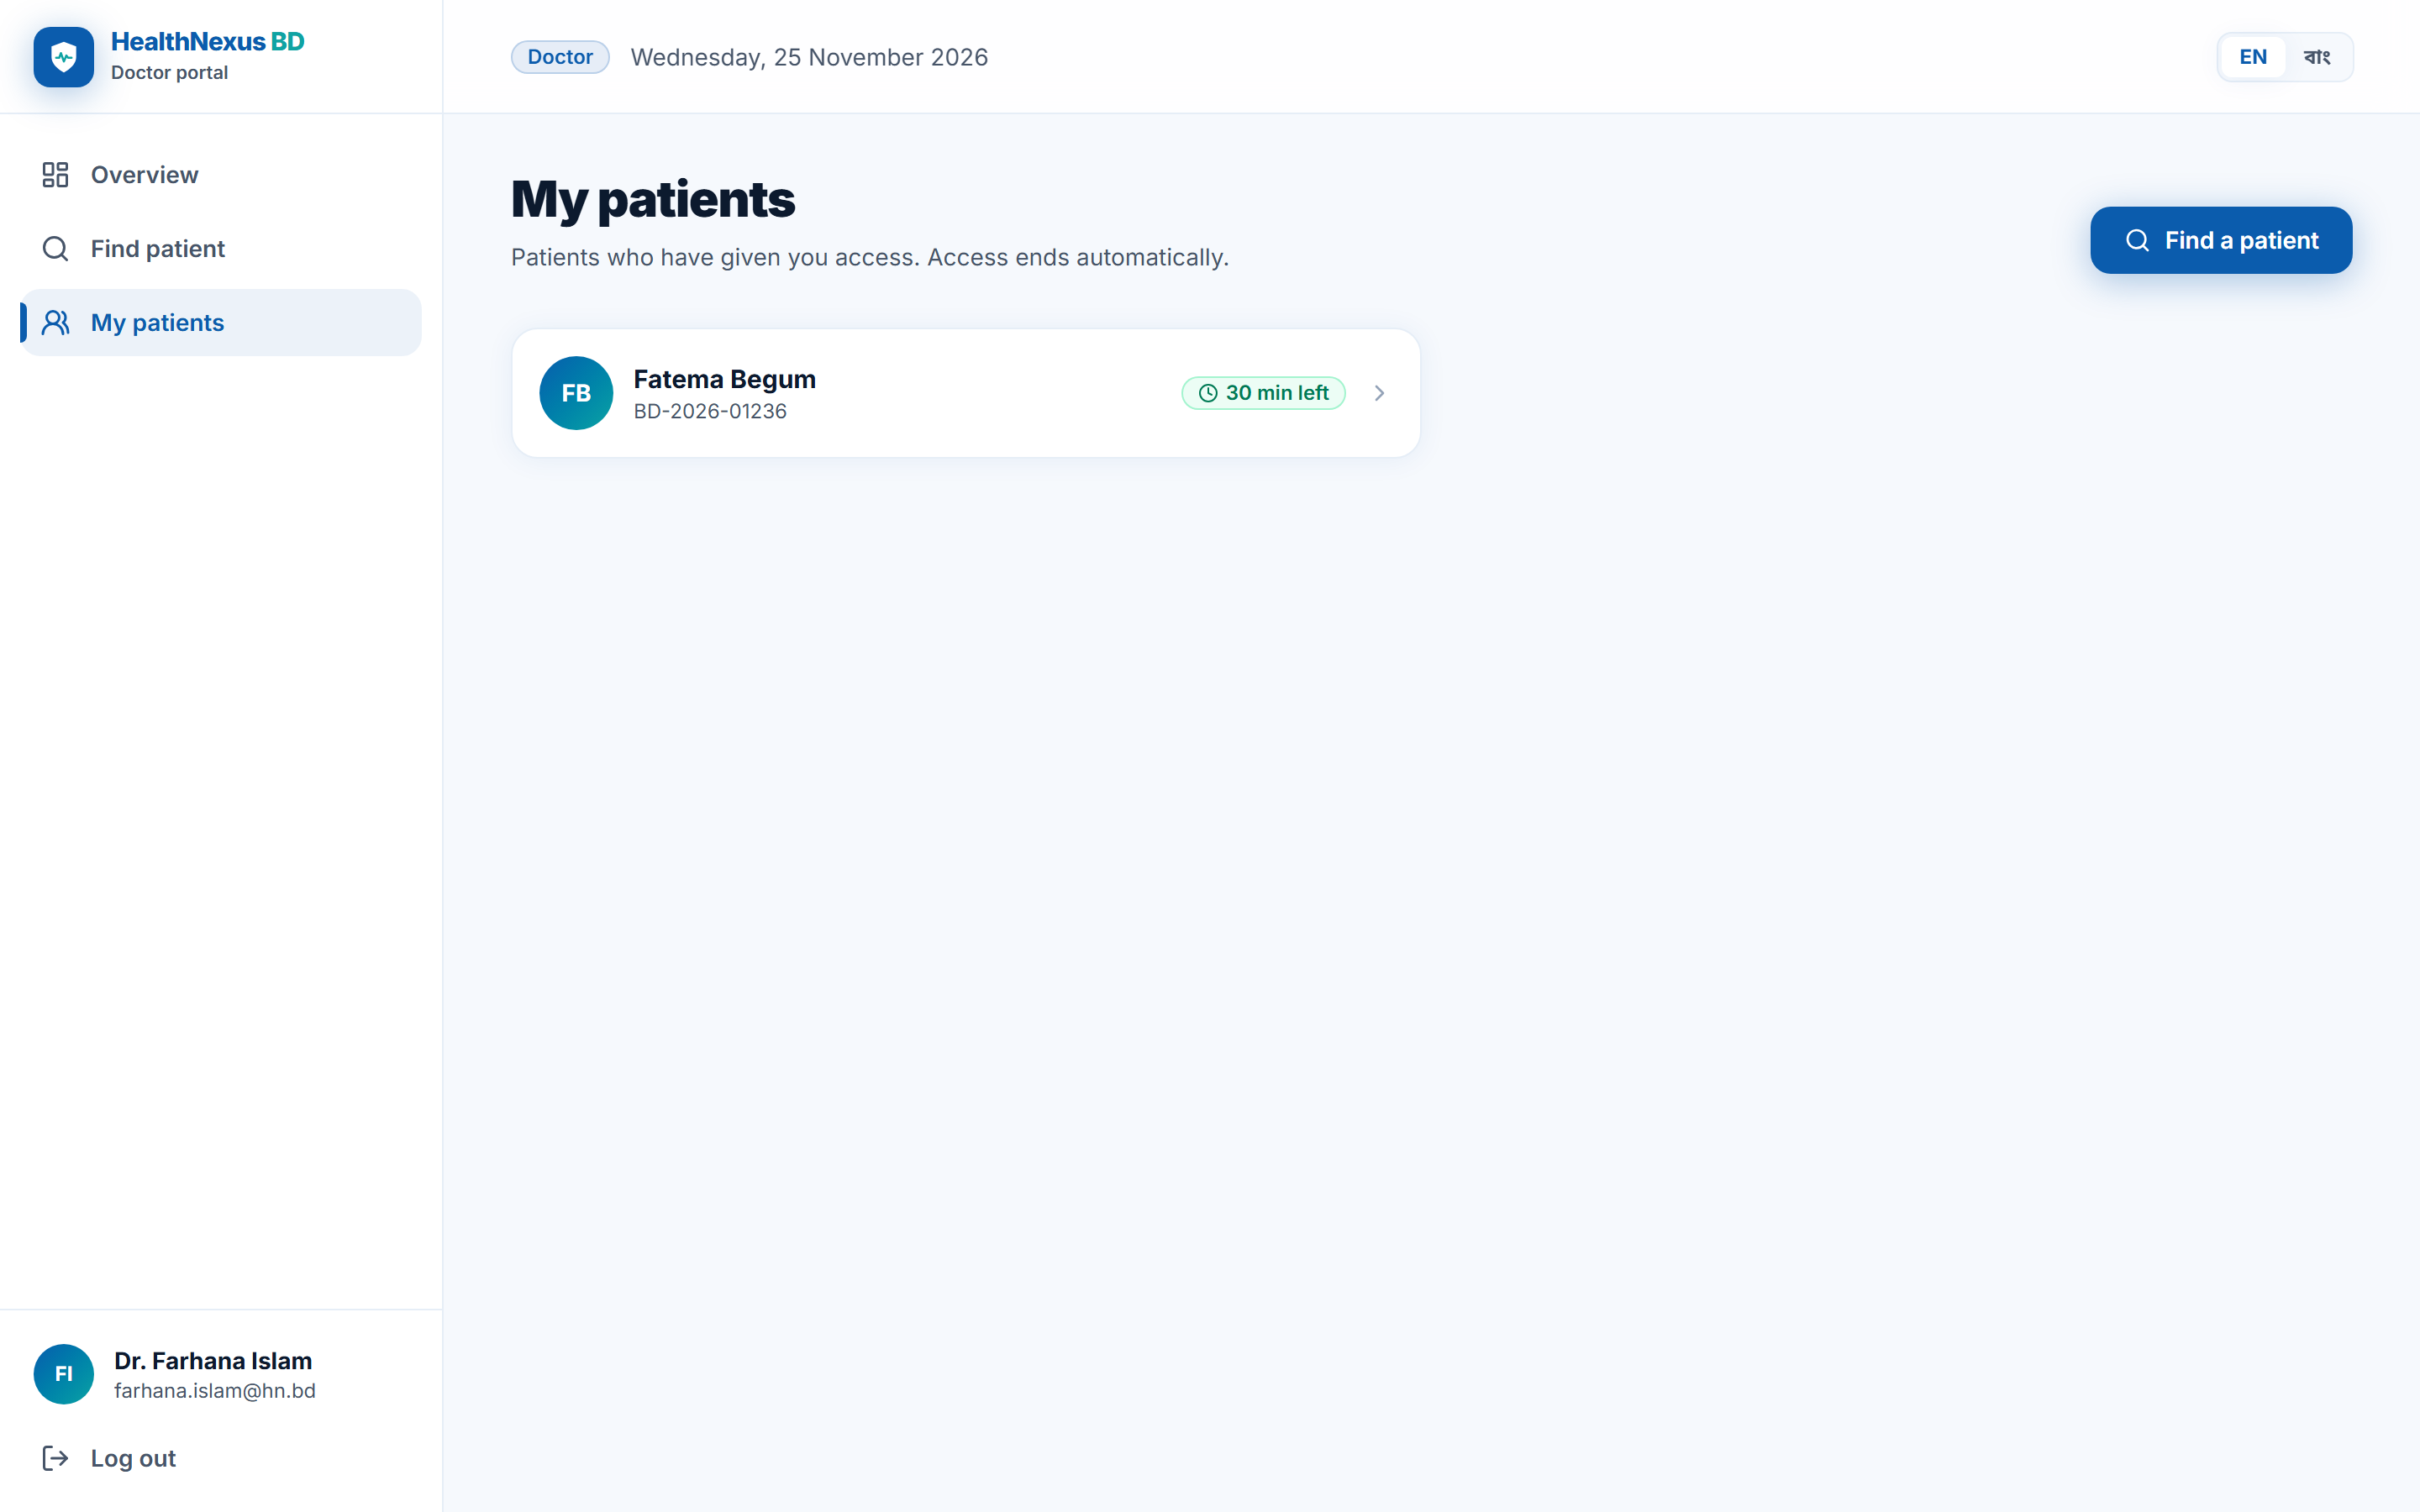 HealthNexus BD
Doctor portal
Overview
Find patient
My patients
Dr. Farhana Islam
FI
farhana.islam@hn.bd
Log out
Doctor
Wednesday, 25 November 2026
EN
বাং
My patients
Patients who have given you access. Access ends automatically.
Find a patient
FB
Fatema Begum
BD-2026-01236
30 min left